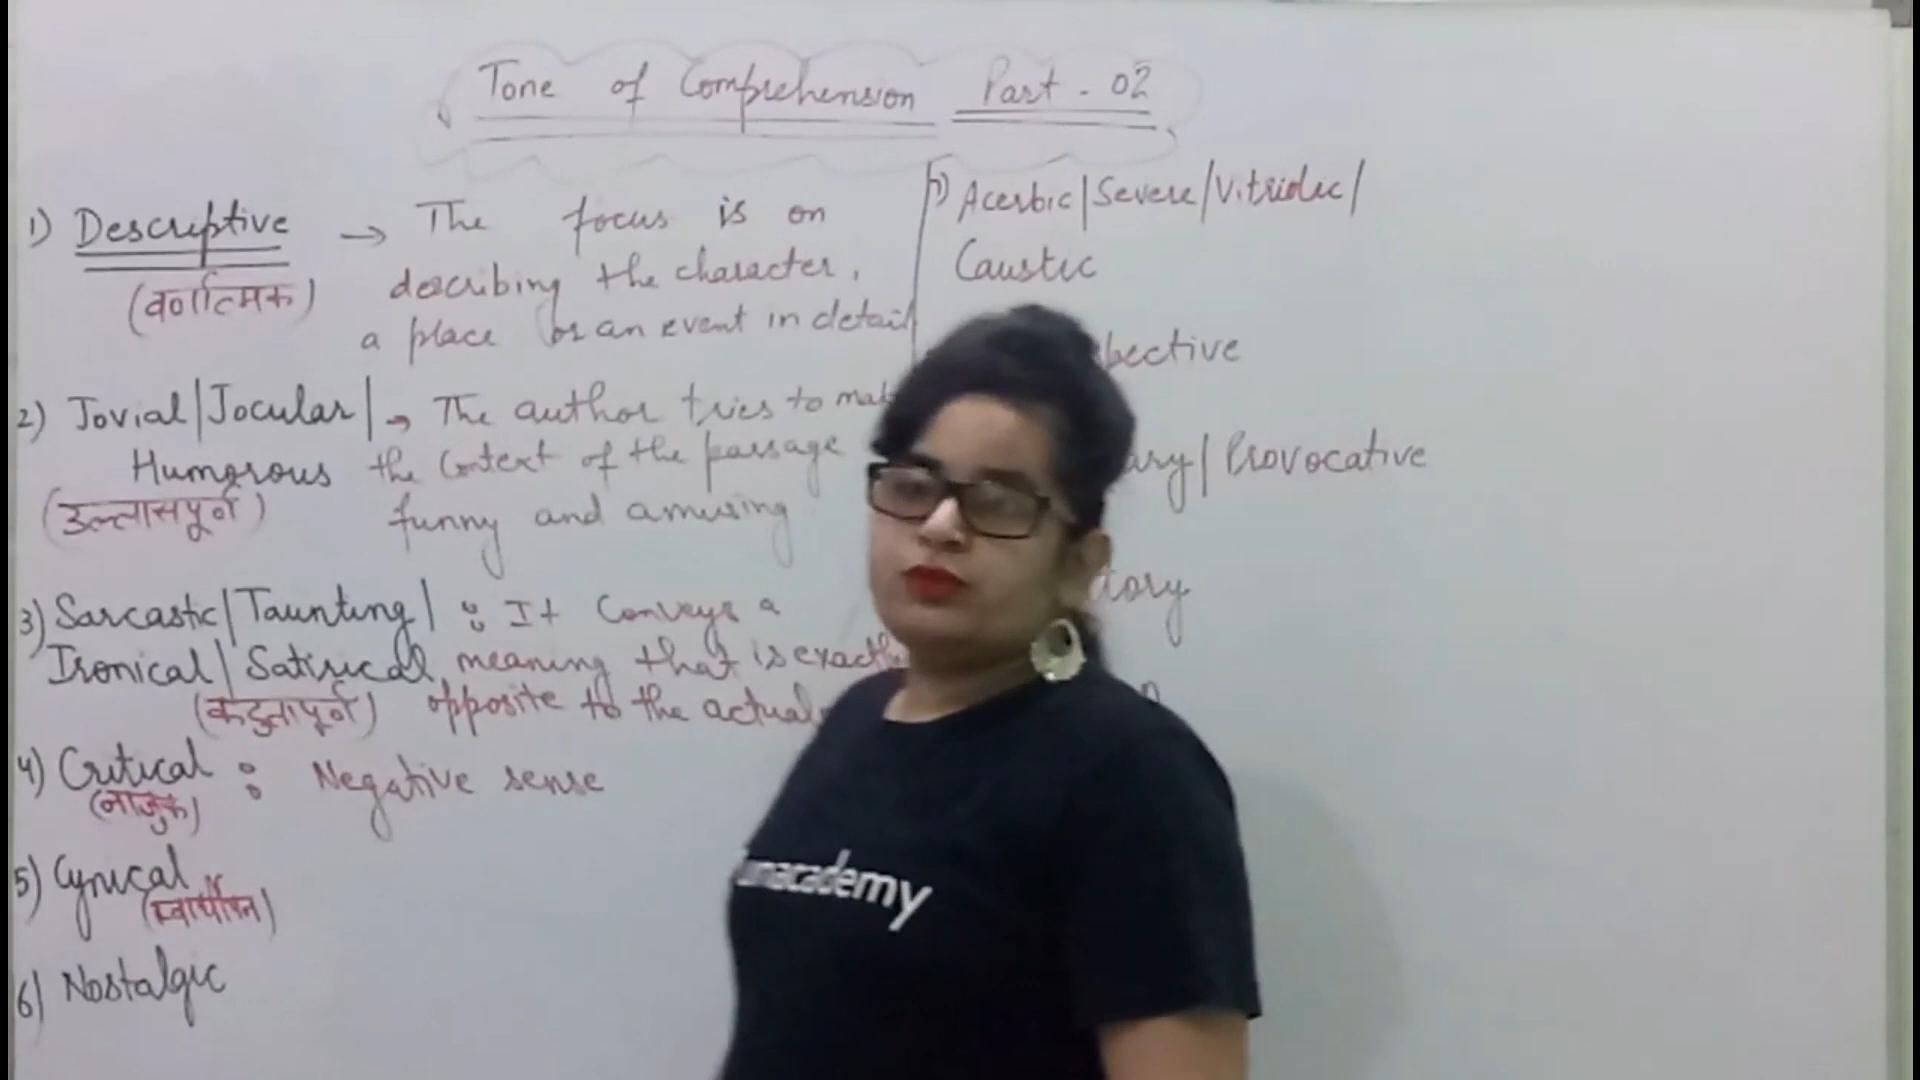 Tone of Comprehension Part - 02
1) Descriptive → The focus is on
describing the character,
(वर्णात्मक)
a place or an event in detail
2) Jovial/Jocular/ → The author tries to
Humorous the Context of the passage
(उल्लासपूर्ण) funny and amusing
3) Sarcastic/Taunting/ : It Conveys a
Ironical/Satirical meaning that is
(कटुतापूर्ण) opposite to the actual
4) Critical : Negative sense
(नाजुक)
5) Cynical
6) Nostalgic
7) Acerbic/Severe/Vitriolic/
Caustic
Provocative
unacademy